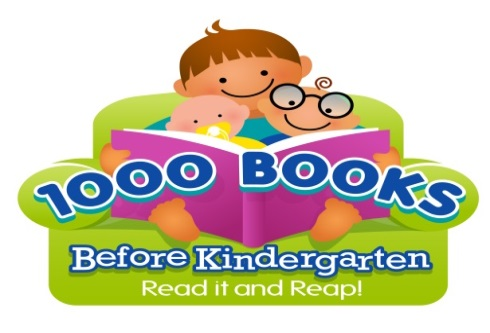 1000 BOOKS
Before Kindergarten
Read it and Reap!